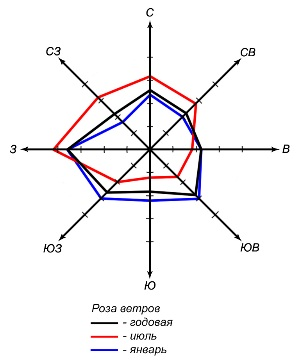 С
СЗ
СВ
З
В
ЮЗ
ЮВ
Ю
Роза ветров
- годовая
- июль
- январь